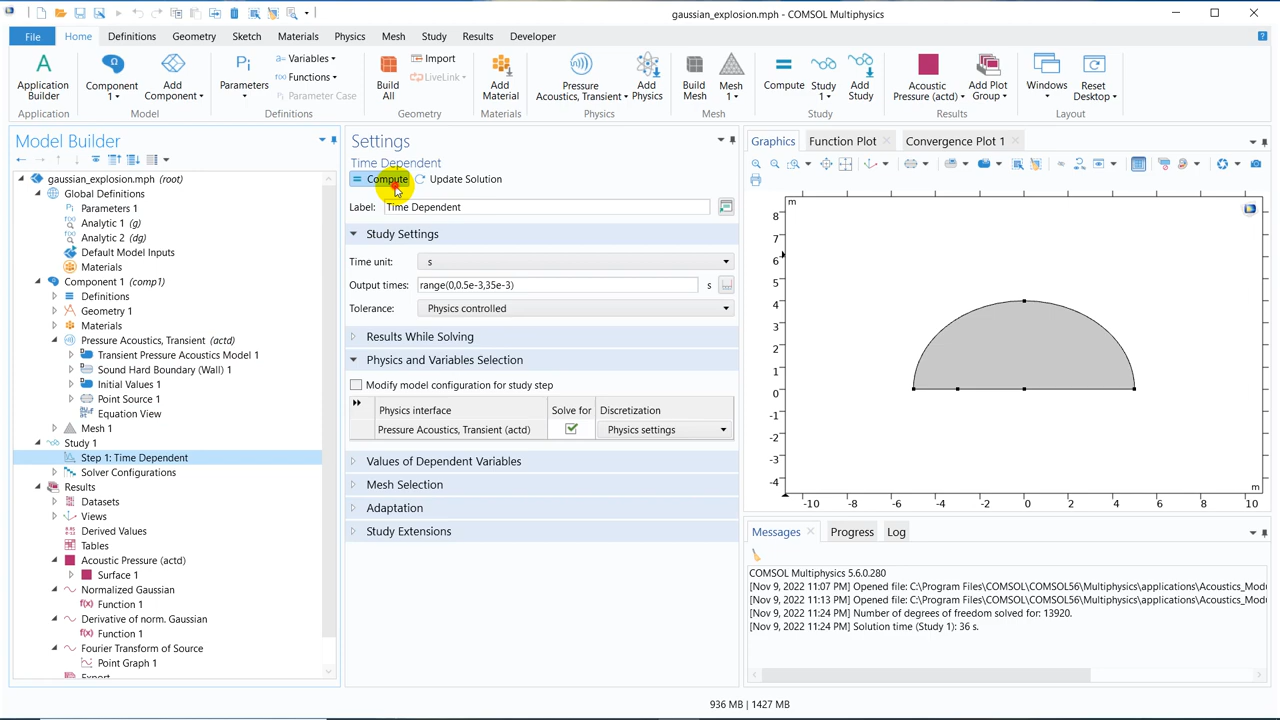 gaussian_explosion.mph - COMSOL Multiphysics
File Home Definitions Geometry Sketch Materials Physics Mesh Study Results Developer
Application Builder
Component 1
Add Component
Pi
Parameters
a= Variables
f(x) Functions
Parameter Case
Build All
Import
LiveLink
Add Material
Pressure Acoustics, Transient
Add Physics
Build Mesh
Mesh 1
Compute
Study 1
Add Study
Acoustic Pressure (actd)
Add Plot Group
Windows
Reset Desktop
Application Model Definitions Geometry Materials Physics Mesh Study Results Layout
Model Builder
gaussian_explosion.mph (root)
Global Definitions
Parameters 1
Analytic 1 (g)
Analytic 2 (dg)
Default Model Inputs
Materials
Component 1 (comp1)
Definitions
Geometry 1
Materials
Pressure Acoustics, Transient (actd)
Transient Pressure Acoustics Model 1
Sound Hard Boundary (Wall) 1
Initial Values 1
Point Source 1
Equation View
Mesh 1
Study 1
Step 1: Time Dependent
Solver Configurations
Results
Datasets
Views
Derived Values
Tables
Acoustic Pressure (actd)
Surface 1
Normalized Gaussian
Function 1
Derivative of norm. Gaussian
Function 1
Fourier Transform of Source
Point Graph 1
Export
Settings
Time Dependent
Compute Update Solution
Label: Time Dependent
Study Settings
Time unit: s
Output times: range(0,0.5e-3,35e-3) s
Tolerance: Physics controlled
Results While Solving
Physics and Variables Selection
Modify model configuration for study step
Physics interface Solve for Discretization
Pressure Acoustics, Transient (actd) Physics settings
Values of Dependent Variables
Mesh Selection
Adaptation
Study Extensions
Graphics Function Plot Convergence Plot 1
m
8
7
6
5
4
3
2
1
0
-1
-2
-3
-4
m
-10 -8 -6 -4 -2 0 2 4 6 8 10
Messages Progress Log
COMSOL Multiphysics 5.6.0.280
[Nov 9, 2022 11:07 PM] Opened file: C:\Program Files\COMSOL\COMSOL56\Multiphysics\applications\Acoustics_Modu
[Nov 9, 2022 11:13 PM] Opened file: C:\Program Files\COMSOL\COMSOL56\Multiphysics\applications\Acoustics_Modu
[Nov 9, 2022 11:24 PM] Number of degrees of freedom solved for: 13920.
[Nov 9, 2022 11:24 PM] Solution time (Study 1): 36 s.
936 MB | 1427 MB